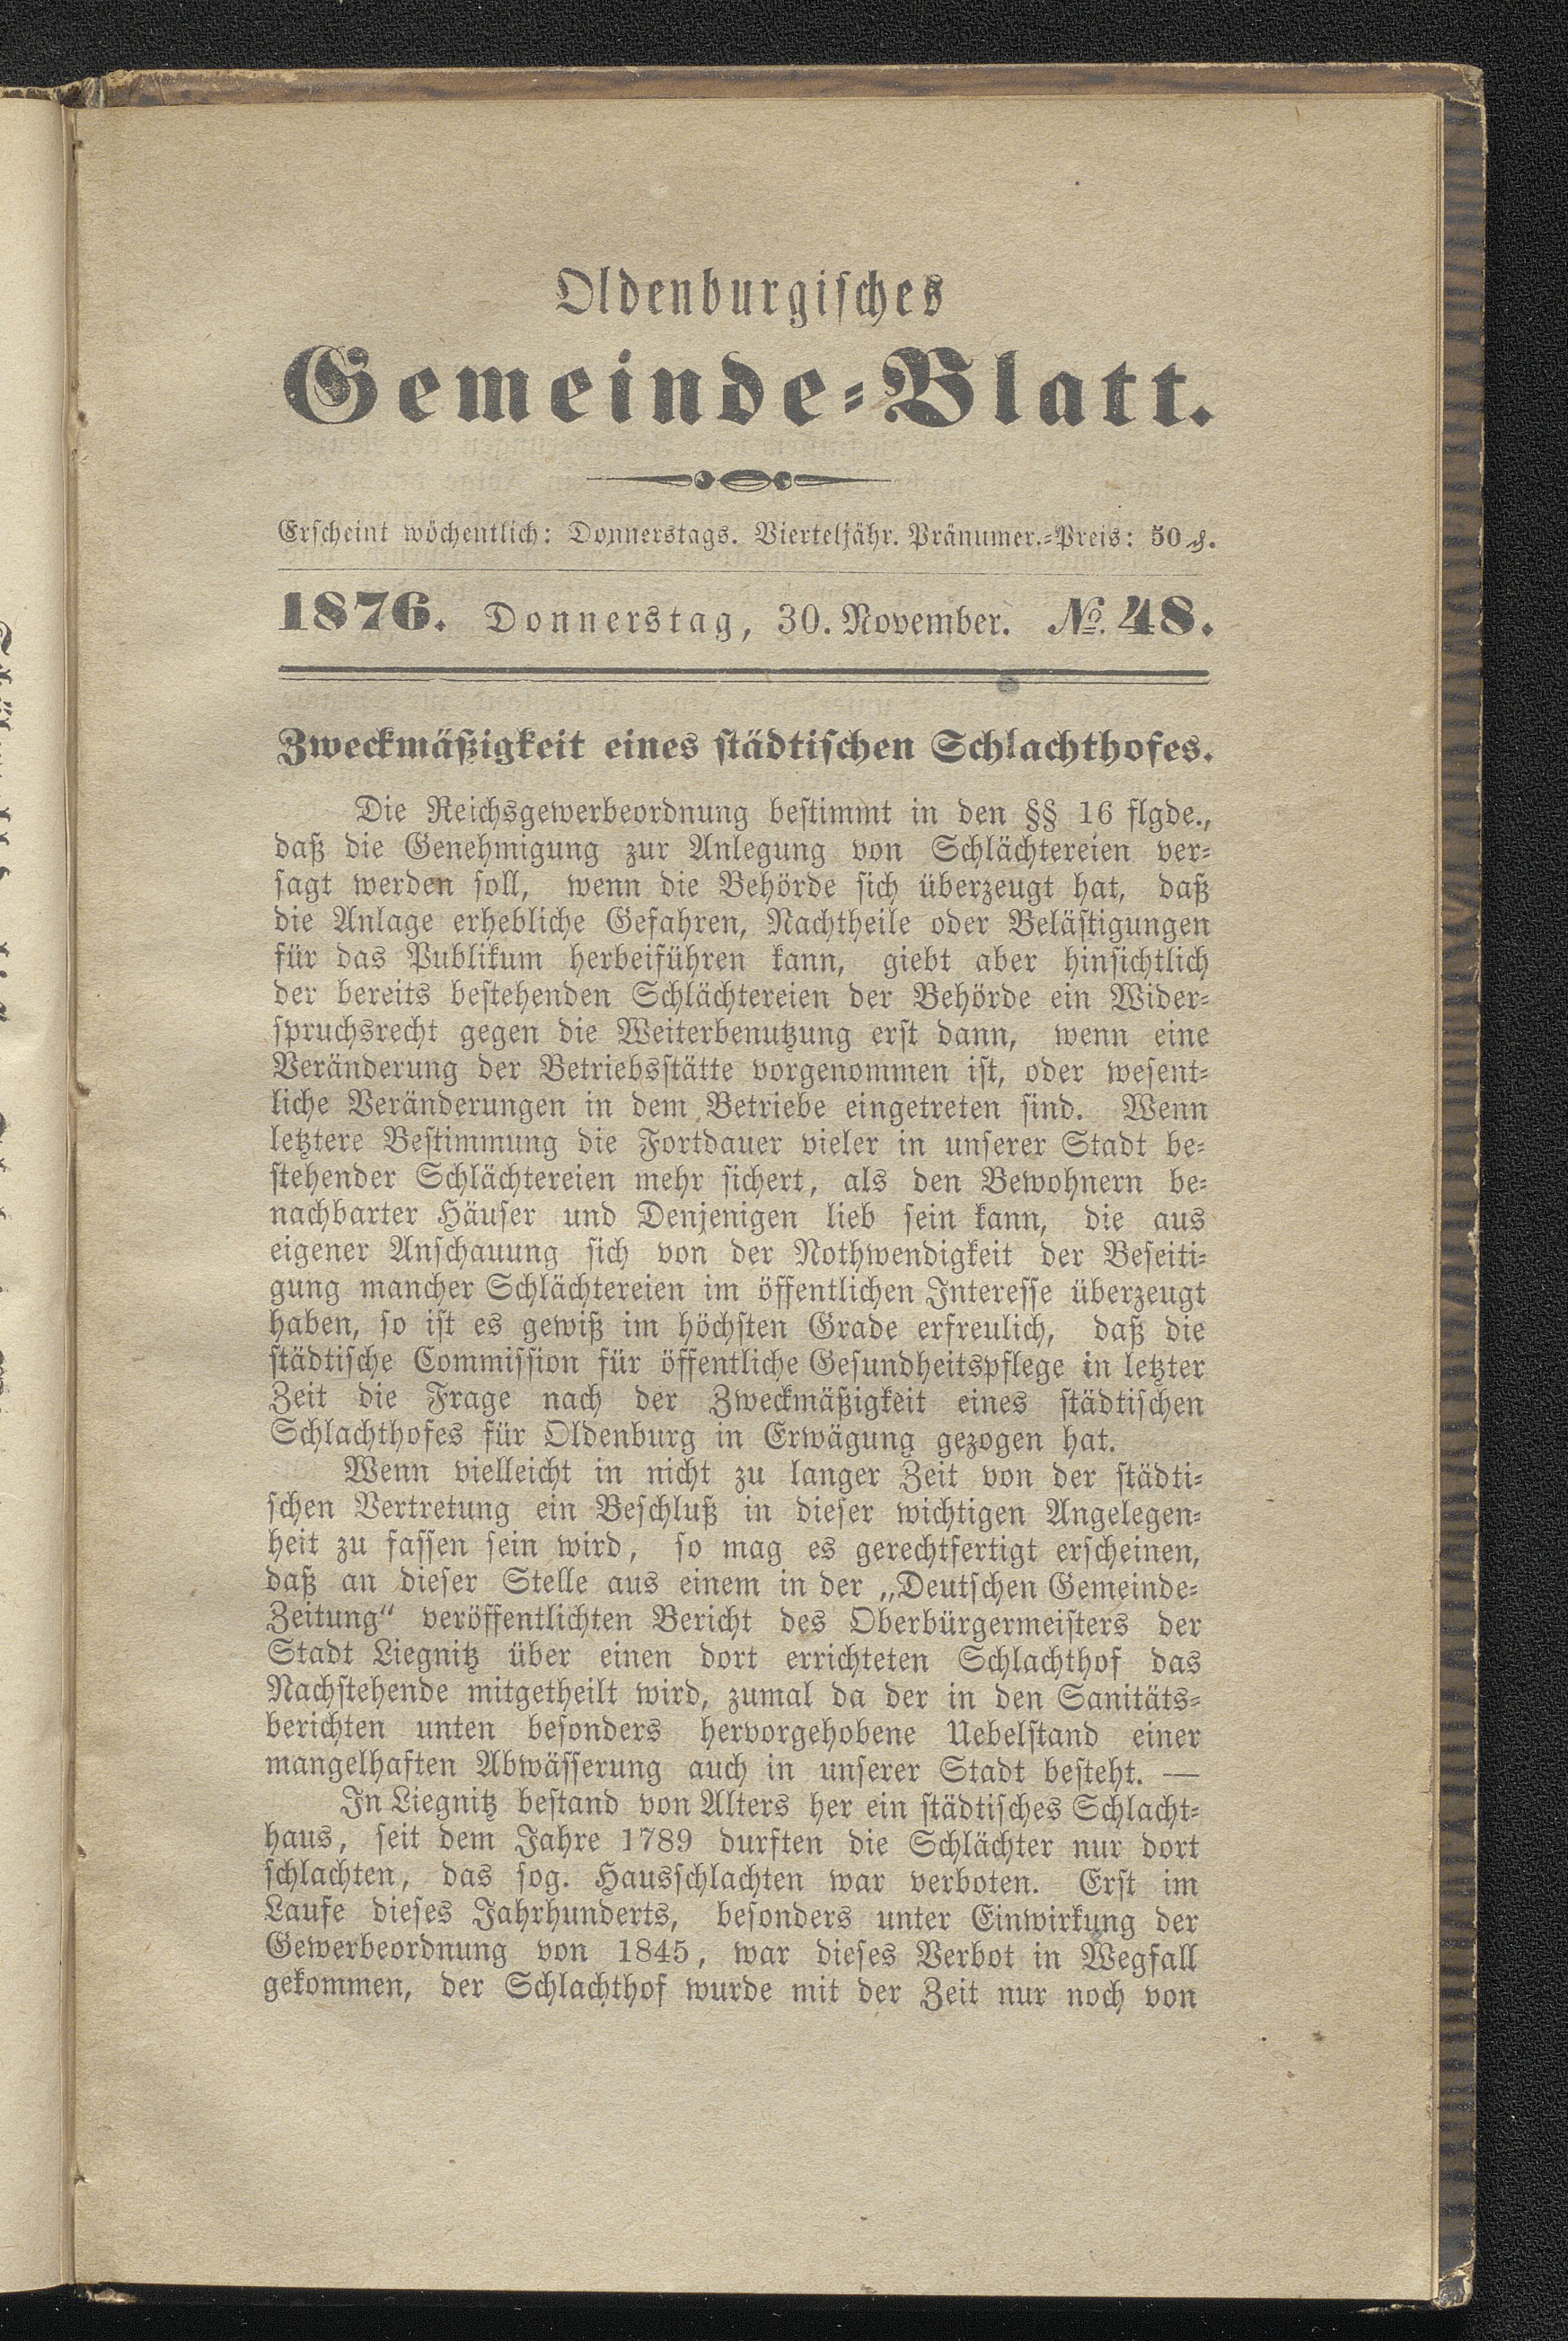 Oldenburgisches
Gemeinde-Blatt.
Erscheint wöchentlich: Donnerstags. Vierteljähr. Pränumer.-Preis: 50 ₰.
1876. Donnerstag, 30. November. №. 48.
Zweckmäßigkeit eines städtischen Schlachthofes.
Die Reichsgewerbeordnung bestimmt in den §§ 16 flgde.,
daß die Genehmigung zur Anlegung von Schlächtereien ver-
sagt werden soll, wenn die Behörde sich überzeugt hat, daß
die Anlage erhebliche Gefahren, Nachtheile oder Belästigungen
für das Publikum herbeiführen kann, giebt aber hinsichtlich
der bereits bestehenden Schlächtereien der Behörde ein Wider-
spruchsrecht gegen die Weiterbenutzung erst dann, wenn eine
Veränderung der Betriebsstätte vorgenommen ist, oder wesent-
liche Veränderungen in dem Betriebe eingetreten sind. Wenn
letztere Bestimmung die Fortdauer vieler in unserer Stadt be-
stehender Schlächtereien mehr sichert, als den Bewohnern be-
nachbarter Häuser und Denjenigen lieb sein kann, die aus
eigener Anschauung sich von der Nothwendigkeit der Beseiti-
gung mancher Schlächtereien im öffentlichen Interesse überzeugt
haben, so ist es gewiß im höchsten Grade erfreulich, daß die
städtische Commission für öffentliche Gesundheitspflege in letzter
Zeit die Frage nach der Zweckmäßigkeit eines städtischen
Schlachthofes für Oldenburg in Erwägung gezogen hat.
Wenn vielleicht in nicht zu langer Zeit von der städti-
schen Vertretung ein Beschluß in dieser wichtigen Angelegen-
heit zu fassen sein wird, so mag es gerechtfertigt erscheinen,
daß an dieser Stelle aus einem in der „Deutschen Gemeinde-
Zeitung“ veröffentlichten Bericht des Oberbürgermeisters der
Stadt Liegnitz über einen dort errichteten Schlachthof das
Nachstehende mitgetheilt wird, zumal da der in den Sanitäts-
berichten unten besonders hervorgehobene Uebelstand einer
mangelhaften Abwässerung auch in unserer Stadt besteht. —
In Liegnitz bestand von Alters her ein städtisches Schlacht-
haus, seit dem Jahre 1789 durften die Schlächter nur dort
schlachten, das sog. Hausschlachten war verboten. Erst im
Laufe dieses Jahrhunderts, besonders unter Einwirkung der
Gewerbeordnung von 1845, war dieses Verbot in Wegfall
gekommen, der Schlachthof wurde mit der Zeit nur noch von